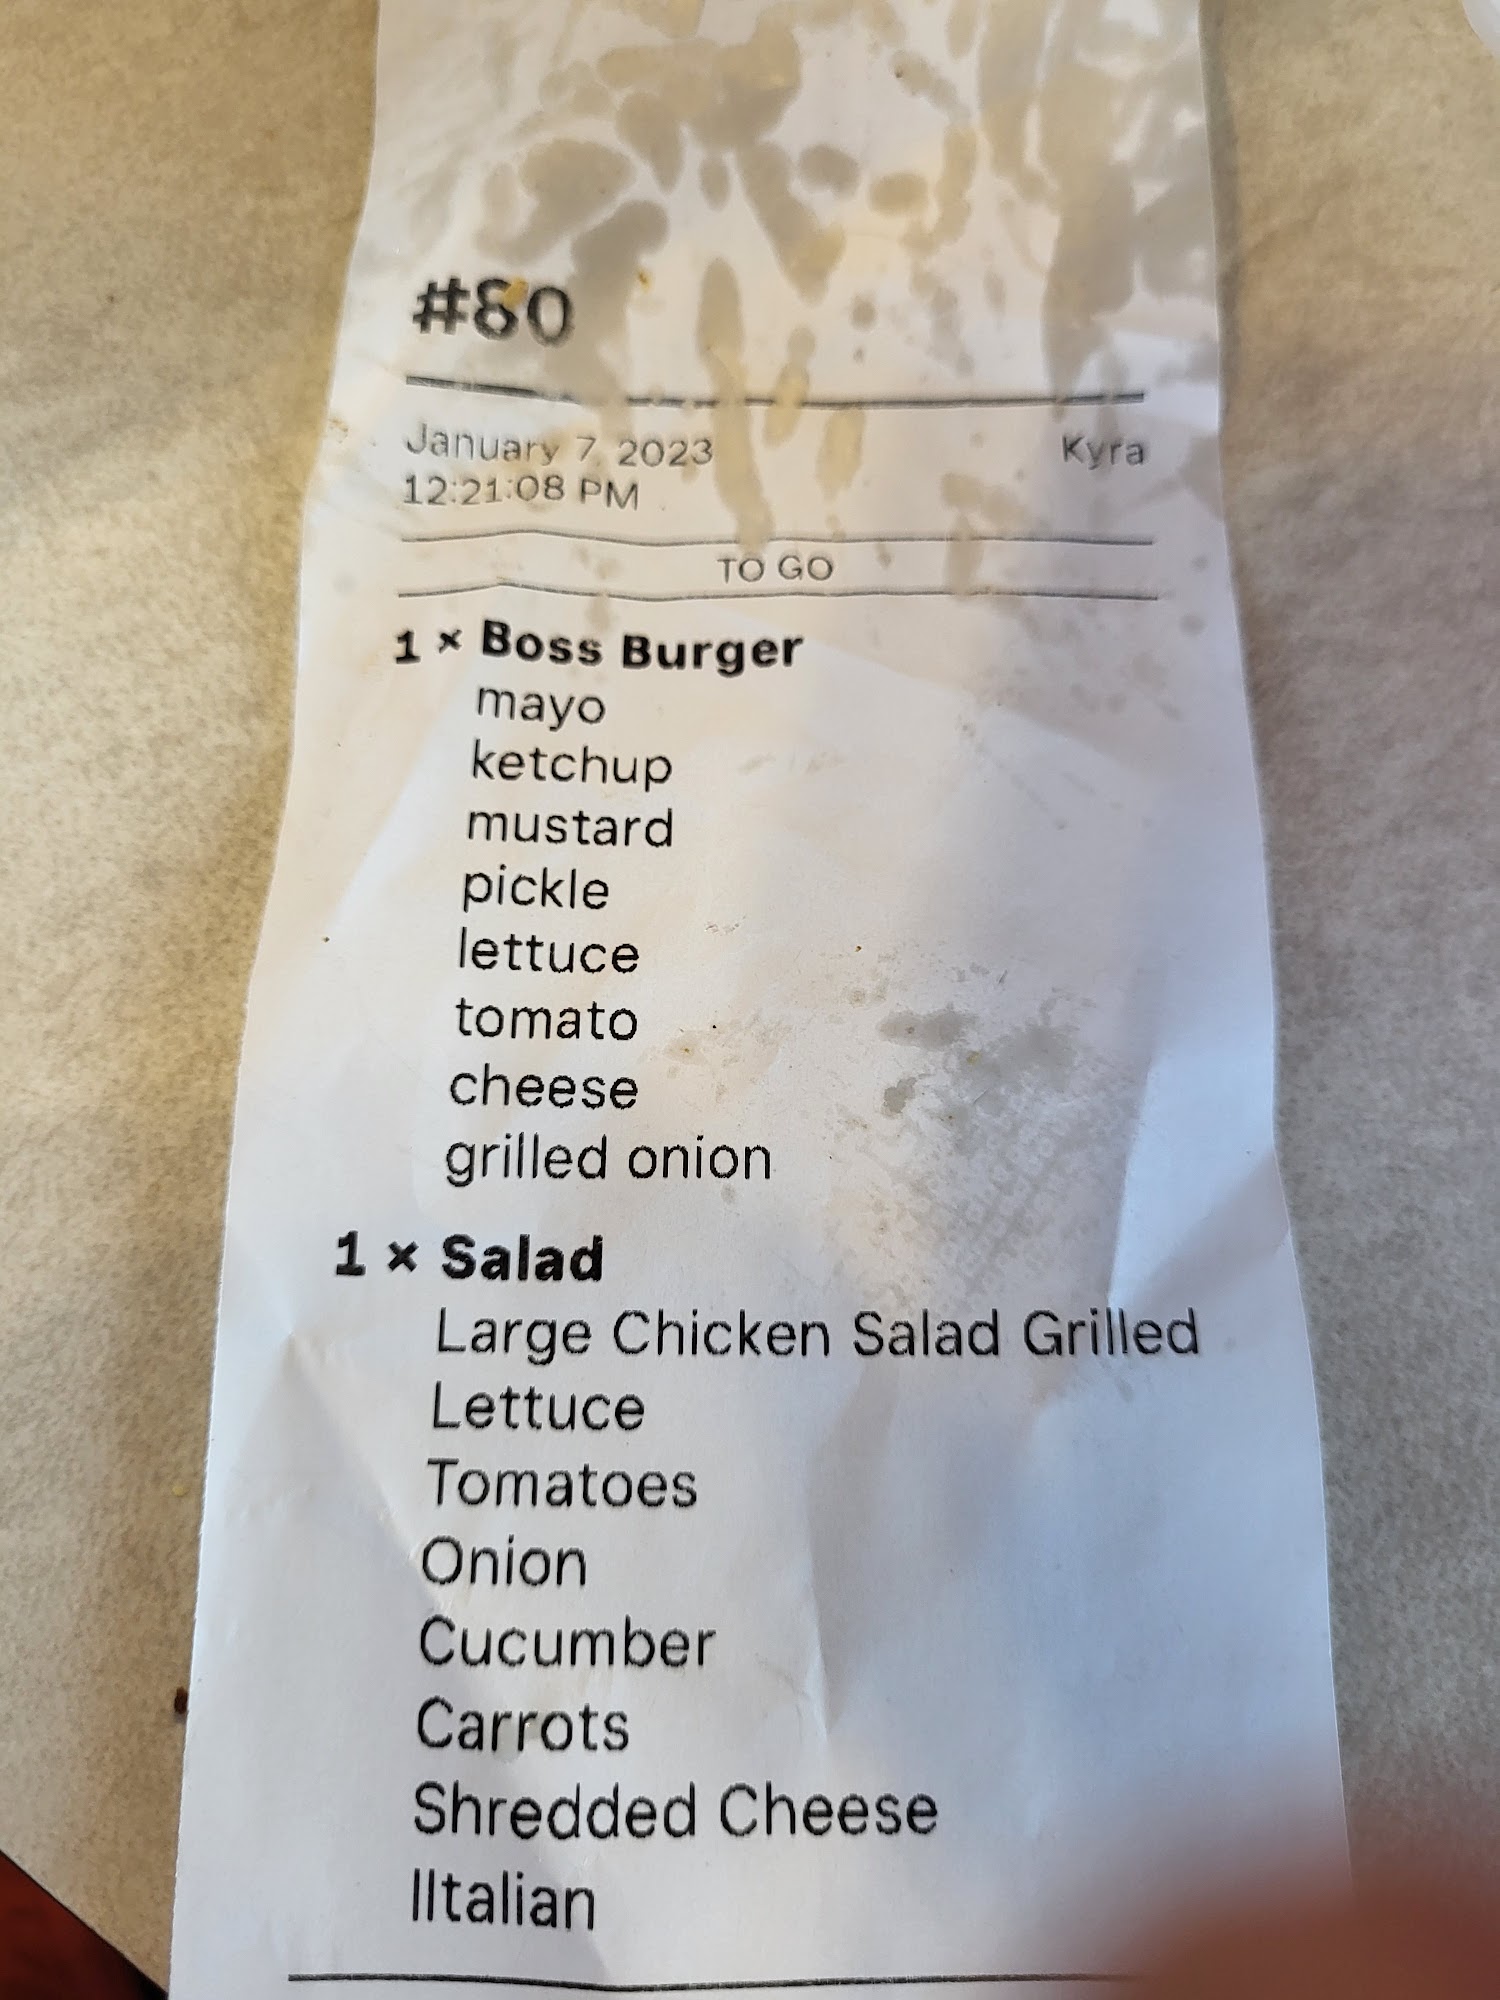 #80
January 7, 2023 Kyra
12:21:08 PM
TO GO
1 × Boss Burger
mayo
ketchup
mustard
pickle
lettuce
tomato
cheese
grilled onion
1 × Salad
Large Chicken Salad Grilled
Lettuce
Tomatoes
Onion
Cucumber
Carrots
Shredded Cheese
IItalian